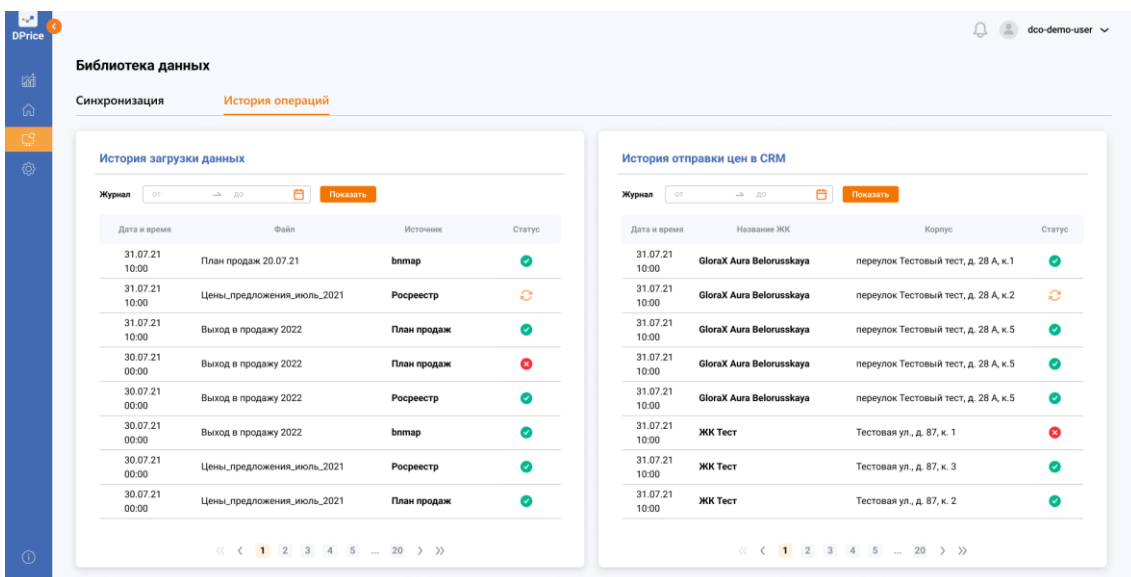 DPrice
dco-demo-user
Библиотека данных
Синхронизация История операций
История загрузки данных
Журнал от до Показать
Дата и время Файл Источник Статус
31.07.21
10:00
План продаж 20.07.21 bnmap
31.07.21
10:00
Цены_предложения_июль_2021 Росреестр
31.07.21
10:00
Выход в продажу 2022 План продаж
30.07.21
00:00
Выход в продажу 2022 План продаж
30.07.21
00:00
Выход в продажу 2022 Росреестр
30.07.21
00:00
Выход в продажу 2022 bnmap
30.07.21
00:00
Цены_предложения_июль_2021 Росреестр
30.07.21
00:00
Цены_предложения_июль_2021 План продаж
« < 1 2 3 4 5 ... 20 > »
История отправки цен в CRM
Журнал от до Показать
Дата и время Название ЖК Корпус Статус
31.07.21
10:00
GloraX Aura Belorusskaya переулок Тестовый тест, д. 28 А, к.1
31.07.21
10:00
GloraX Aura Belorusskaya переулок Тестовый тест, д. 28 А, к.2
31.07.21
10:00
GloraX Aura Belorusskaya переулок Тестовый тест, д. 28 А, к.5
31.07.21
10:00
GloraX Aura Belorusskaya переулок Тестовый тест, д. 28 А, к.5
31.07.21
10:00
GloraX Aura Belorusskaya переулок Тестовый тест, д. 28 А, к.5
31.07.21
10:00
ЖК Тест Тестовая ул., д. 87, к. 1
31.07.21
10:00
ЖК Тест Тестовая ул., д. 87, к. 3
31.07.21
10:00
ЖК Тест Тестовая ул., д. 87, к. 2
« < 1 2 3 4 5 ... 20 > »